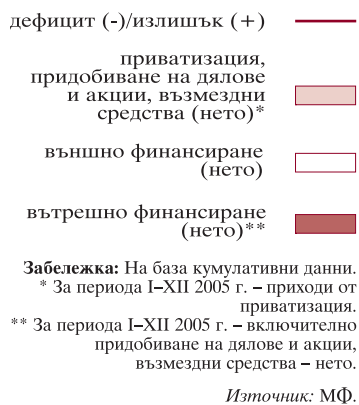 дефицит (-)/излишък (+)
приватизация,
придобиване на дялове
и акции, възмездни
средства (нето)*
външно финансиране
(нето)
вътрешно финансиране
(нето)**
Забележка: На база кумулативни данни.
* За периода I–XII 2005 г. – приходи от
приватизация.
** За периода I–XII 2005 г. – включително
придобиване на дялове и акции,
възмездни средства – нето.
Източник: МФ.